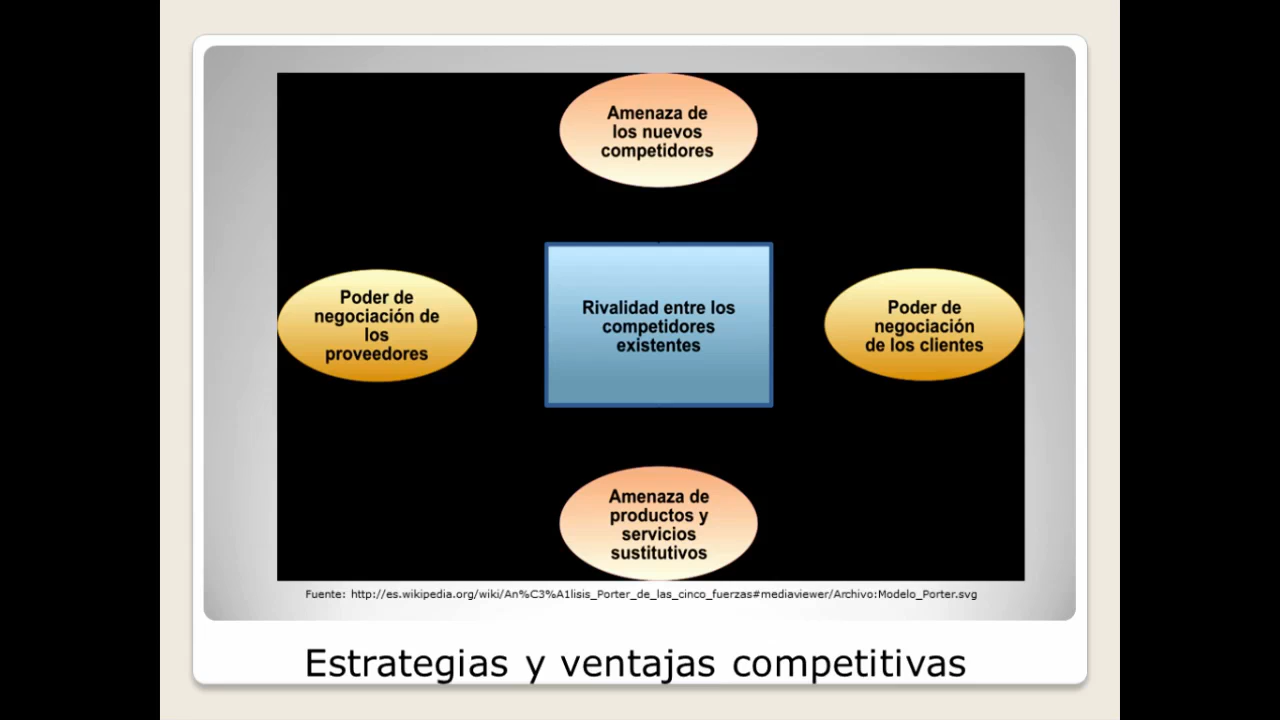 Amenaza de
los nuevos
competidores
Poder de
negociación de
los
proveedores
Rivalidad entre los
competidores
existentes
Poder de
negociación
de los clientes
Amenaza de
productos y
servicios
sustitutivos
Fuente: http://es.wikipedia.org/wiki/An%C3%A1lisis_Porter_de_las_cinco_fuerzas#mediaviewer/Archivo:Modelo_Porter.svg
Estrategias y ventajas competitivas